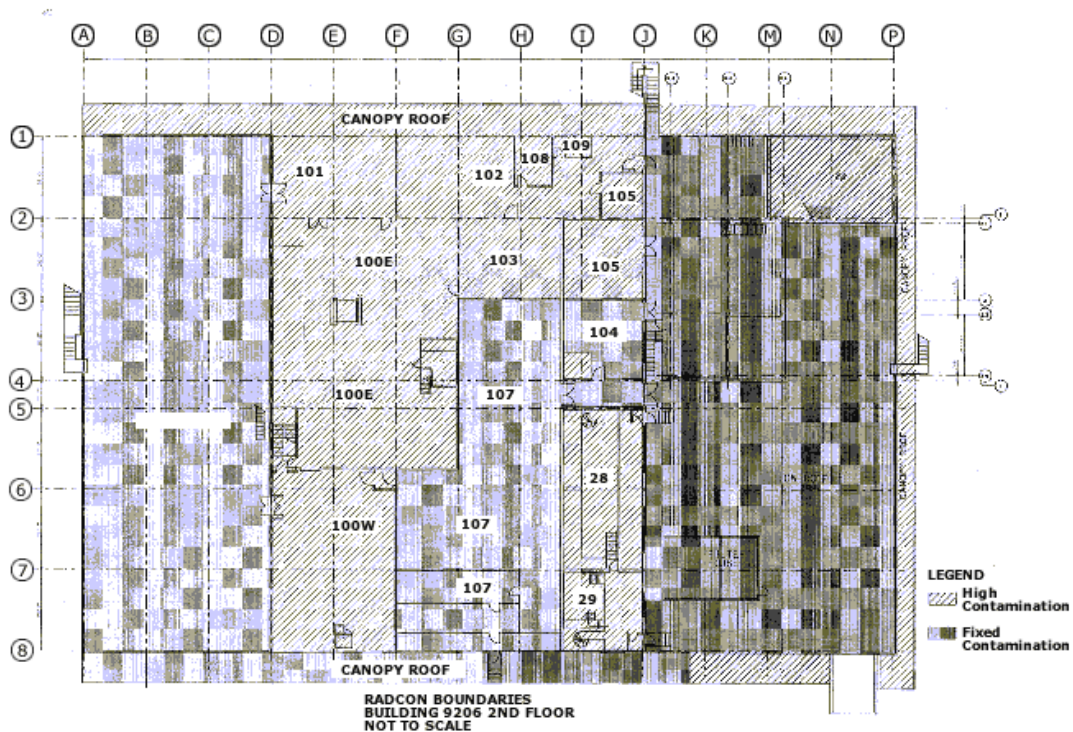 A B C D E F G H I J K M N P
CANOPY ROOF
1
109
108
101
102
105
2
100E
103
105
3
104
4
100E
107
5
28
6
100W
107
7
107
29
LEGEND
High
Contamination
Fixed
Contamination
8
CANOPY ROOF
RADCON BOUNDARIES
BUILDING 9206 2ND FLOOR
NOT TO SCALE
CANOPY ROOF